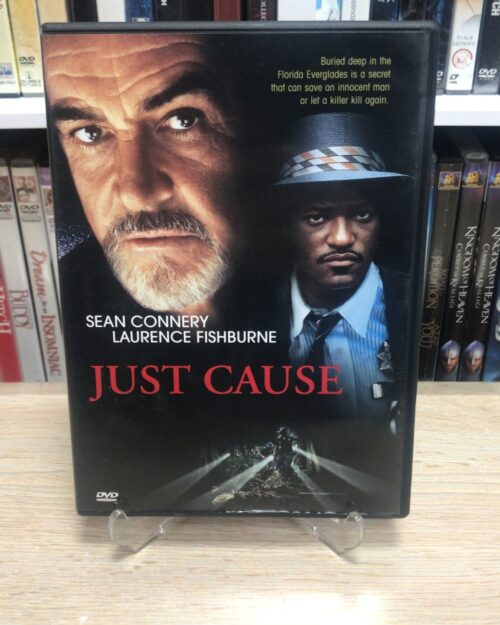 Buried deep in the
Florida Everglades is a secret
that can save an innocent man
or let a killer kill again.
SEAN CONNERY
LAURENCE FISHBURNE
JUST CAUSE
DVD
DVD
DVD
KINGDOM OF HEAVEN
KINGDOM OF HEAVEN
INSOMNIAC